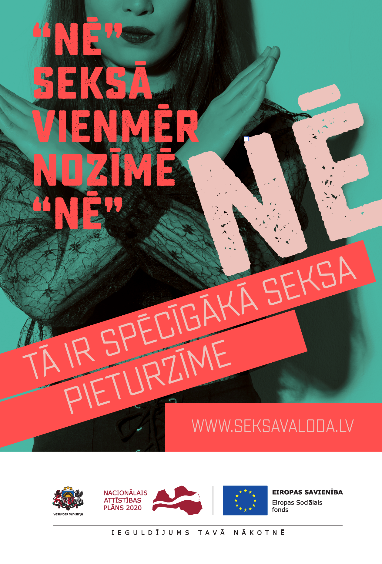 “NĒ”
SEKSĀ
VIENMĒR
NOZĪMĒ
“NĒ”
NĒ
TĀ IR SPĒCĪGĀKĀ SEKSA
PIETURZĪME
WWW.SEKSAVALODA.LV
NACIONĀLAIS
ATTĪSTĪBAS
PLĀNS 2020
EIROPAS SAVIENĪBA
Eiropas Sociālais
fonds
IEGULDĪJUMS TAVĀ NĀKOTNĒ